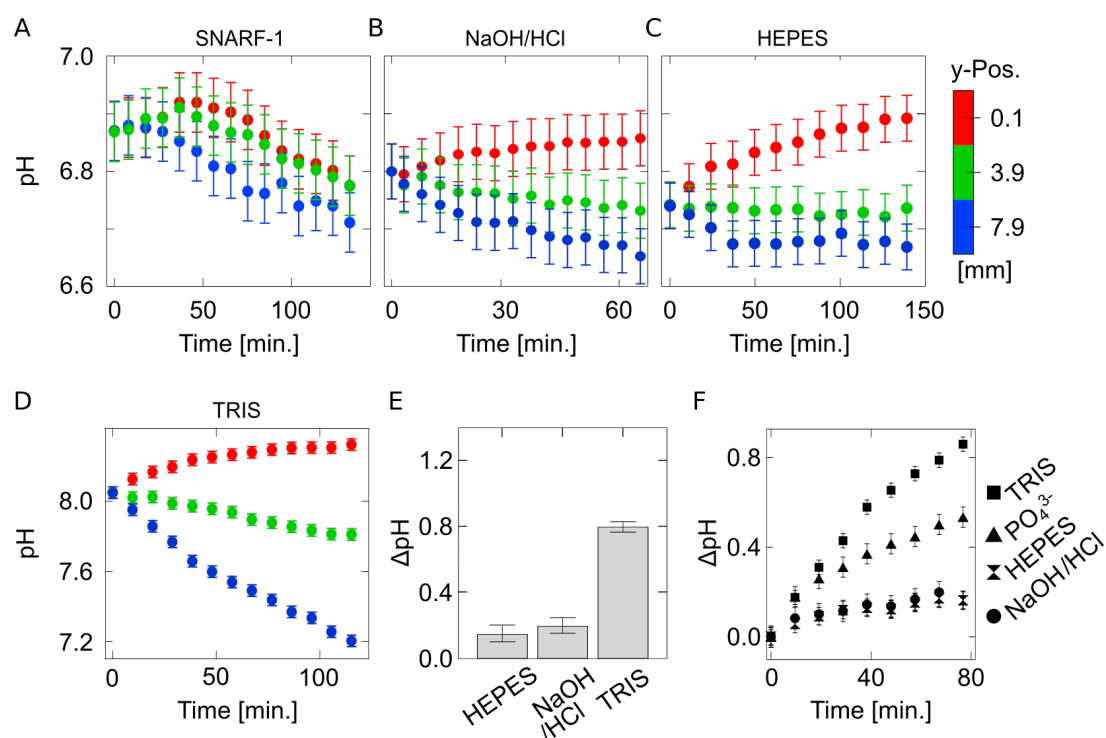 A
SNARF-1
7.0
6.8
6.6
pH
0
50
100
Time [min.]
B
NaOH/HCl
0
30
60
Time [min.]
C
HEPES
0
50
100
150
Time [min.]
y-Pos.
0.1
3.9
7.9
[mm]
D
TRIS
8.0
7.6
7.2
pH
0
50
100
Time [min.]
E
1.2
0.8
0.4
0.0
ΔpH
HEPES
NaOH
/HCl
TRIS
F
0.8
0.4
0.0
ΔpH
0
40
80
Time [min.]
TRIS
PO₄³⁻
HEPES
NaOH/HCl